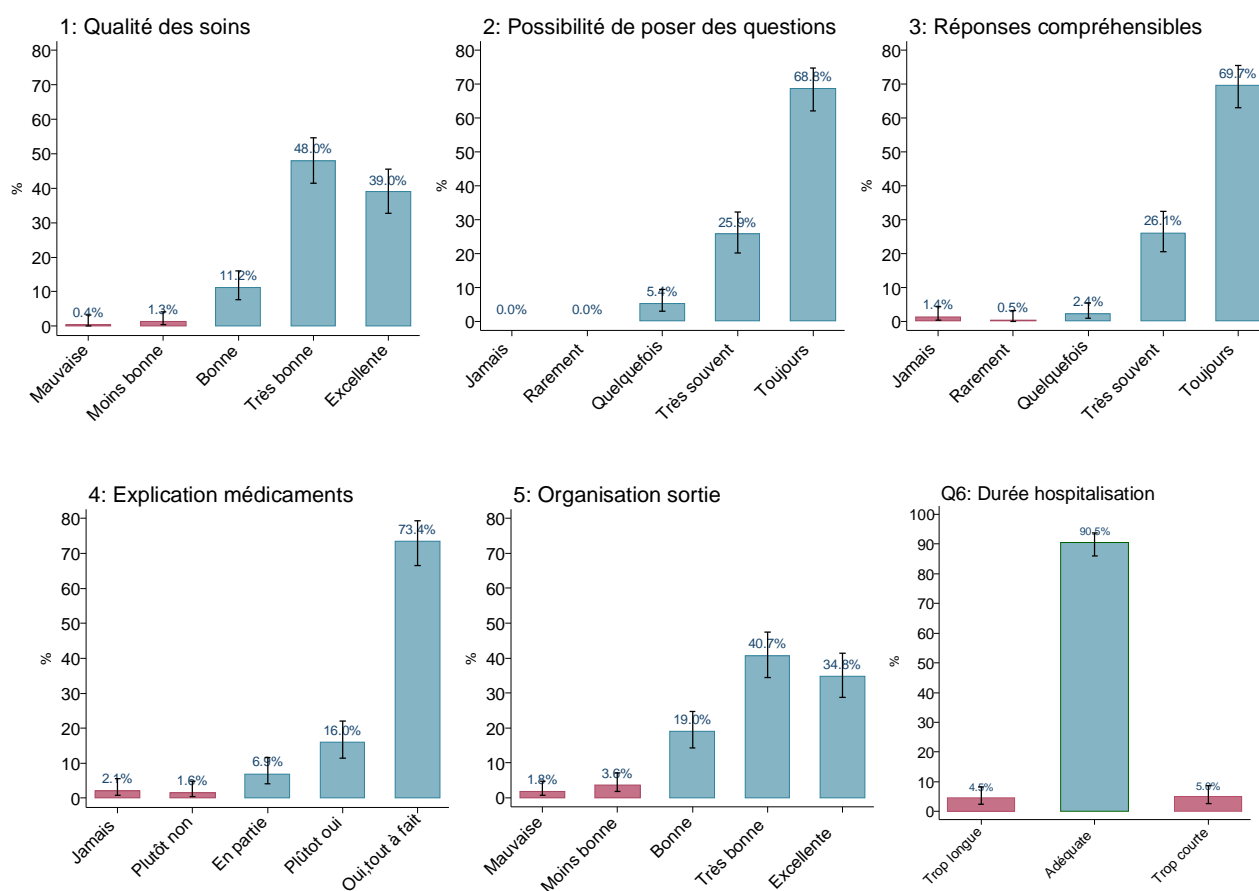 1: Qualité des soins
80
70
60
50
40
30
20
10
0
%
0.4%
1.3%
11.2%
48.0%
39.0%
Mauvaise
Moins bonne
Bonne
Très bonne
Excellente
2: Possibilité de poser des questions
80
70
60
50
40
30
20
10
0
%
0.0%
0.0%
5.4%
25.9%
68.8%
Jamais
Rarement
Quelquefois
Très souvent
Toujours
3: Réponses compréhensibles
80
70
60
50
40
30
20
10
0
%
1.4%
0.5%
2.4%
26.1%
69.7%
Jamais
Rarement
Quelquefois
Très souvent
Toujours
4: Explication médicaments
80
70
60
50
40
30
20
10
0
%
2.1%
1.6%
6.9%
16.0%
73.4%
Jamais
Plutôt non
En partie
Plûtot oui
Oui,tout à fait
5: Organisation sortie
80
70
60
50
40
30
20
10
0
%
1.8%
3.6%
19.0%
40.7%
34.8%
Mauvaise
Moins bonne
Bonne
Très bonne
Excellente
Q6: Durée hospitalisation
100
90
80
70
60
50
40
30
20
10
0
%
4.5%
90.5%
5.0%
Trop longue
Adéquate
Trop courte